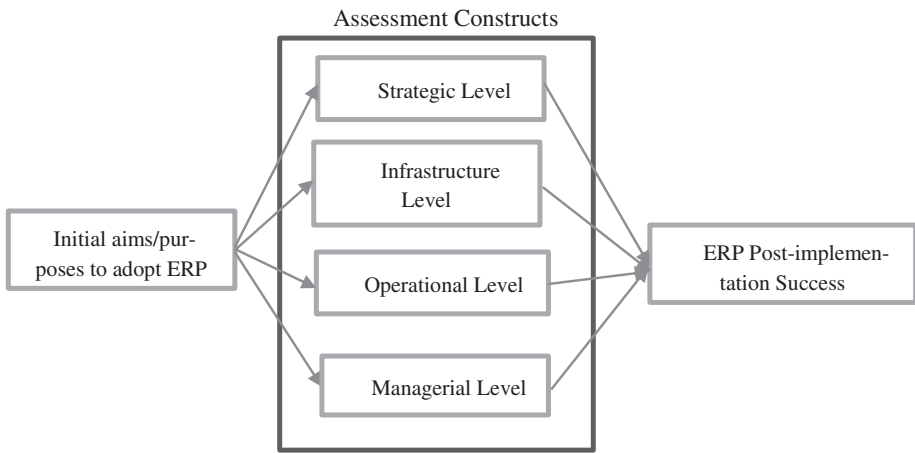 Assessment Constructs
Strategic Level
Infrastructure
Level
Initial aims/pur-
poses to adopt ERP
Operational Level
ERP Post-implemen-
tation Success
Managerial Level